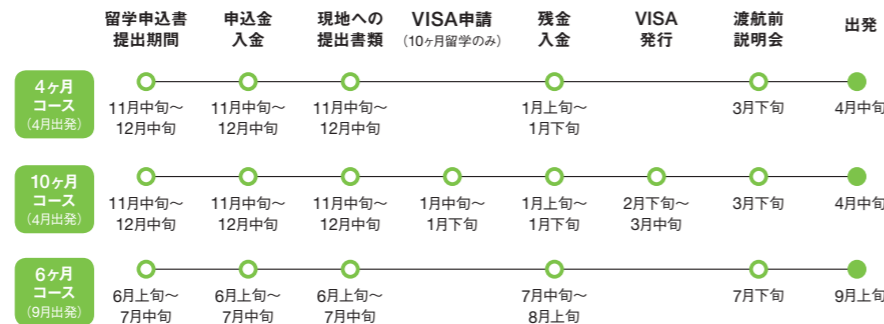 留学申込書 申込金 現地への VISA申請 残金 VISA 渡航前 出発
提出期間 入金 提出書類 (10ヶ月留学のみ) 入金 発行 説明会
4ヶ月
コース
(4月出発)
11月中旬〜 11月中旬〜 11月中旬〜 1月上旬〜 3月下旬 4月中旬
12月中旬 12月中旬 12月中旬 1月下旬
10ヶ月
コース
(4月出発)
11月中旬〜 11月中旬〜 11月中旬〜 1月中旬〜 1月上旬〜 2月下旬〜 3月下旬 4月中旬
12月中旬 12月中旬 12月中旬 1月下旬 1月下旬 3月中旬
6ヶ月
コース
(9月出発)
6月上旬〜 6月上旬〜 6月上旬〜 7月中旬〜 7月下旬 9月上旬
7月中旬 7月中旬 7月中旬 8月上旬